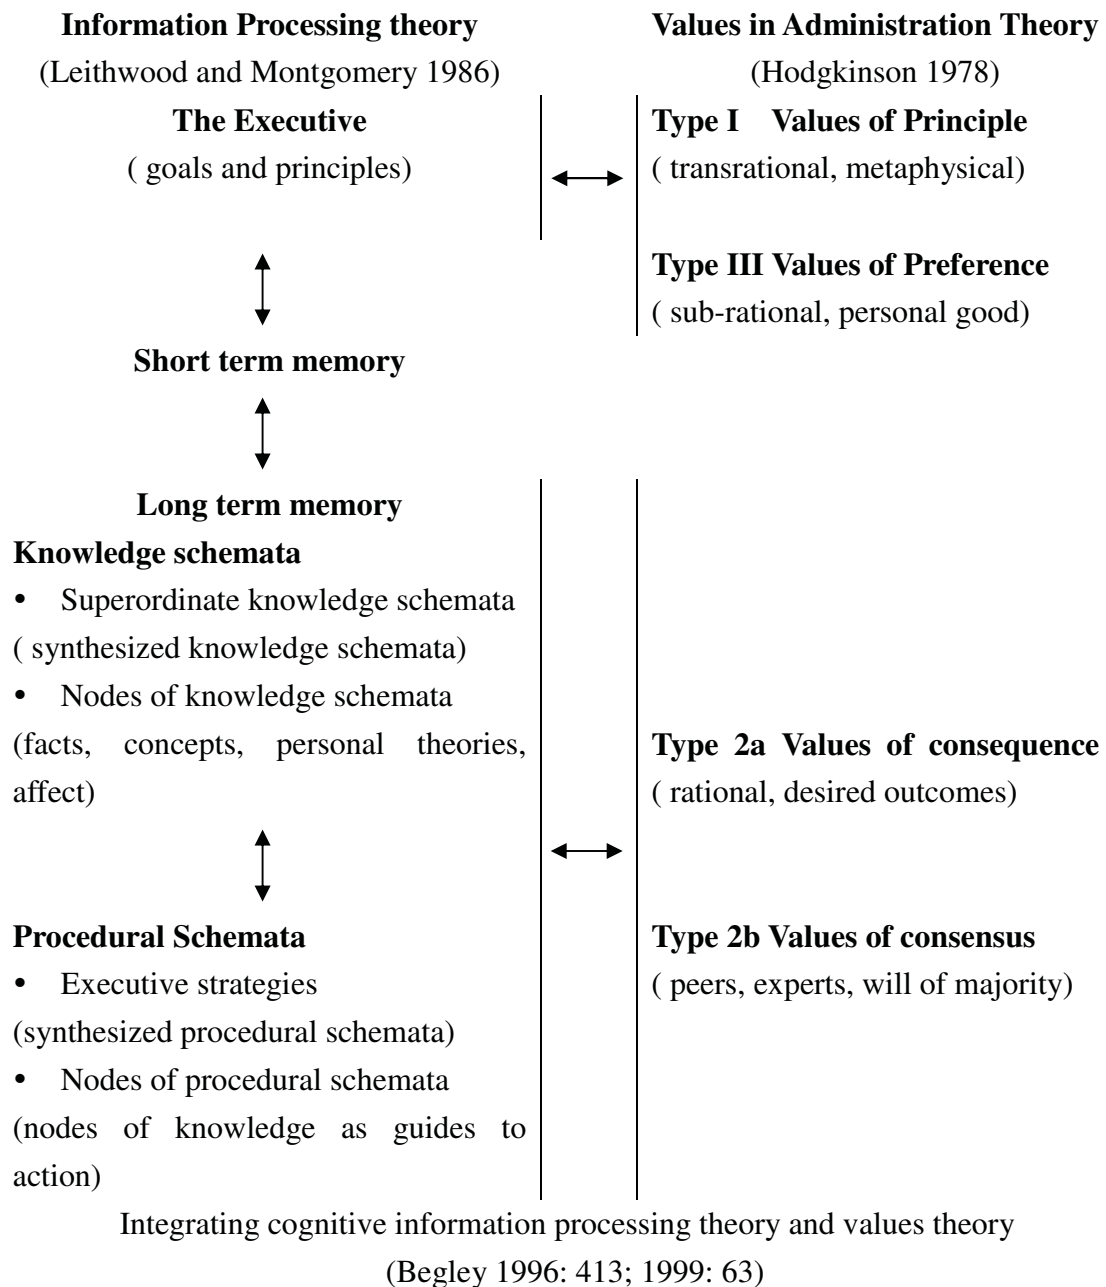 Information Processing theory
(Leithwood and Montgomery 1986)
The Executive
( goals and principles)
Short term memory
Long term memory
Knowledge schemata
• Superordinate knowledge schemata
( synthesized knowledge schemata)
• Nodes of knowledge schemata
(facts, concepts, personal theories,
affect)
Procedural Schemata
• Executive strategies
(synthesized procedural schemata)
• Nodes of procedural schemata
(nodes of knowledge as guides to
action)
Values in Administration Theory
(Hodgkinson 1978)
Type I Values of Principle
( transrational, metaphysical)
Type III Values of Preference
( sub-rational, personal good)
Type 2a Values of consequence
( rational, desired outcomes)
Type 2b Values of consensus
( peers, experts, will of majority)
Integrating cognitive information processing theory and values theory
(Begley 1996: 413; 1999: 63)